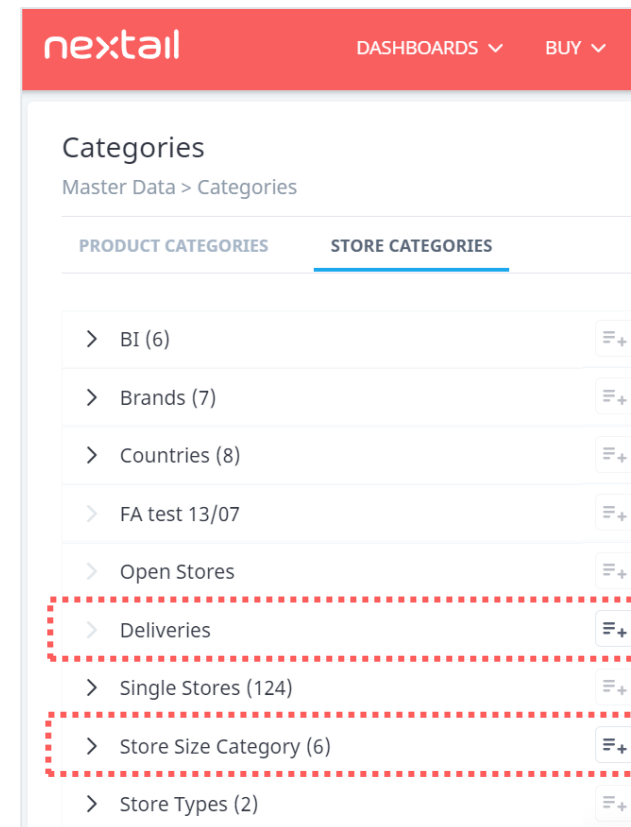 nextail
DASHBOARDS BUY
Categories
Master Data > Categories
PRODUCT CATEGORIES STORE CATEGORIES
BI (6)
Brands (7)
Countries (8)
FA test 13/07
Open Stores
Deliveries
Single Stores (124)
Store Size Category (6)
Store Types (2)